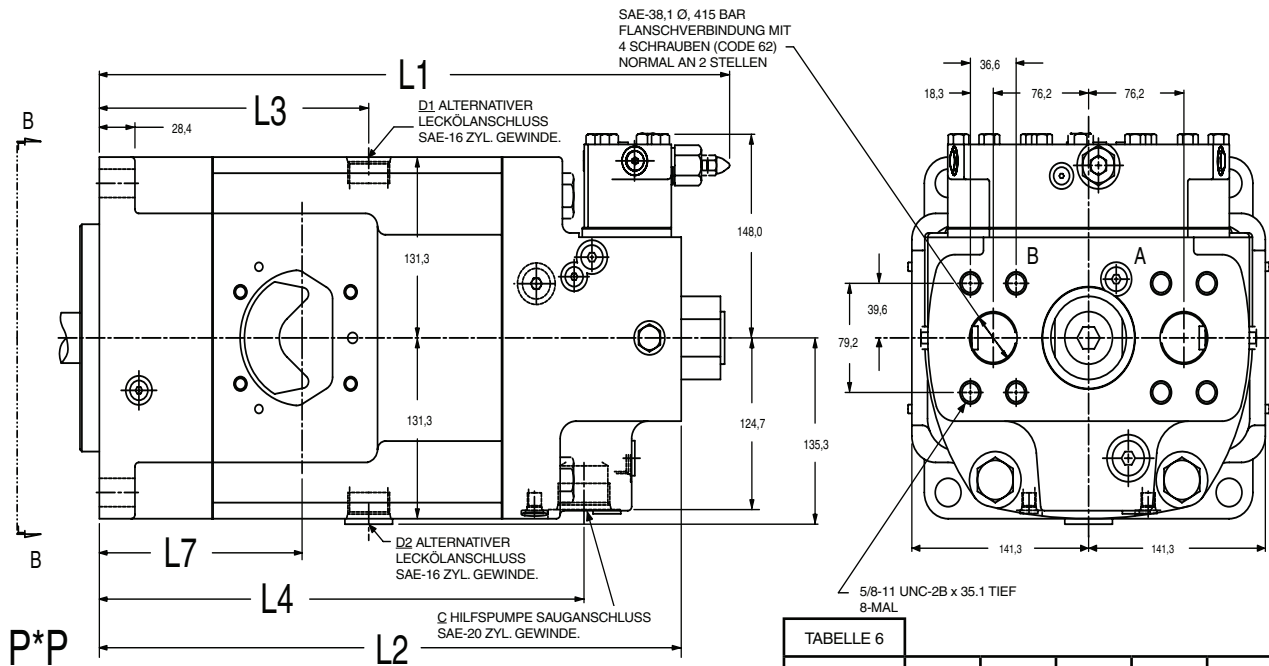 SAE-38,1 Ø, 415 BAR
FLANSCHVERBINDUNG MIT
4 SCHRAUBEN (CODE 62)
NORMAL AN 2 STELLEN
L1
L3
D1 ALTERNATIVER
LECKÖLANSCHLUSS
SAE-16 ZYL. GEWINDE.
28,4
B
36,6
18,3
76,2
76,2
148,0
131,3
B
A
39,6
79,2
131,3
124,7
135,3
B
L7
D2 ALTERNATIVER
LECKÖLANSCHLUSS
SAE-16 ZYL. GEWINDE.
141,3
141,3
L4
C HILFSPUMPE SAUGANSCHLUSS
SAE-20 ZYL. GEWINDE.
5/8-11 UNC-2B x 35.1 TIEF
8-MAL
P*P
L2
TABELLE 6